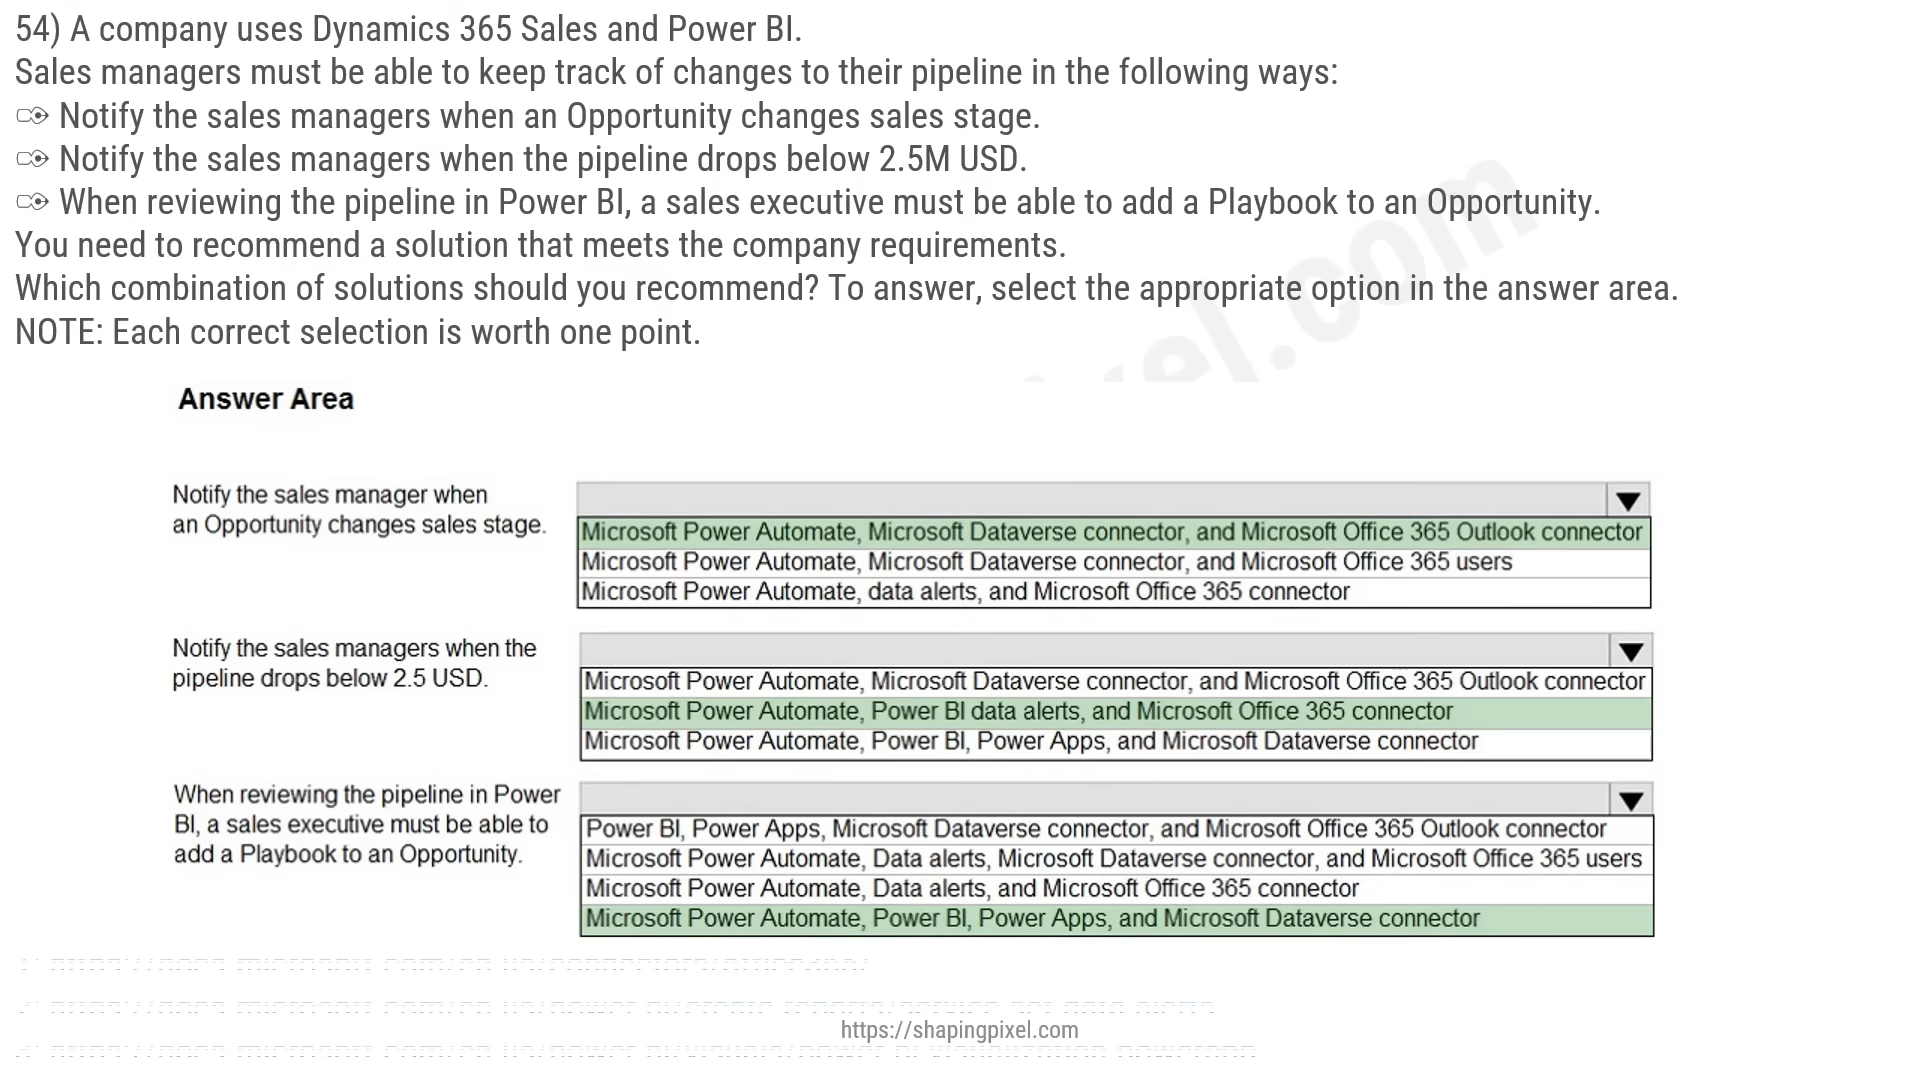 54) A company uses Dynamics 365 Sales and Power BI.
Sales managers must be able to keep track of changes to their pipeline in the following ways:
Notify the sales managers when an Opportunity changes sales stage.
Notify the sales managers when the pipeline drops below 2.5M USD.
When reviewing the pipeline in Power BI, a sales executive must be able to add a Playbook to an Opportunity.
You need to recommend a solution that meets the company requirements.
Which combination of solutions should you recommend? To answer, select the appropriate option in the answer area.
NOTE: Each correct selection is worth one point.
Answer Area
Notify the sales manager when
an Opportunity changes sales stage.
Microsoft Power Automate, Microsoft Dataverse connector, and Microsoft Office 365 Outlook connector
Microsoft Power Automate, Microsoft Dataverse connector, and Microsoft Office 365 users
Microsoft Power Automate, data alerts, and Microsoft Office 365 connector
Notify the sales managers when the
pipeline drops below 2.5 USD.
Microsoft Power Automate, Microsoft Dataverse connector, and Microsoft Office 365 Outlook connector
Microsoft Power Automate, Power BI data alerts, and Microsoft Office 365 connector
Microsoft Power Automate, Power BI, Power Apps, and Microsoft Dataverse connector
When reviewing the pipeline in Power
BI, a sales executive must be able to
add a Playbook to an Opportunity.
Power BI, Power Apps, Microsoft Dataverse connector, and Microsoft Office 365 Outlook connector
Microsoft Power Automate, Data alerts, Microsoft Dataverse connector, and Microsoft Office 365 users
Microsoft Power Automate, Data alerts, and Microsoft Office 365 connector
Microsoft Power Automate, Power BI, Power Apps, and Microsoft Dataverse connector
https://shapingpixel.com